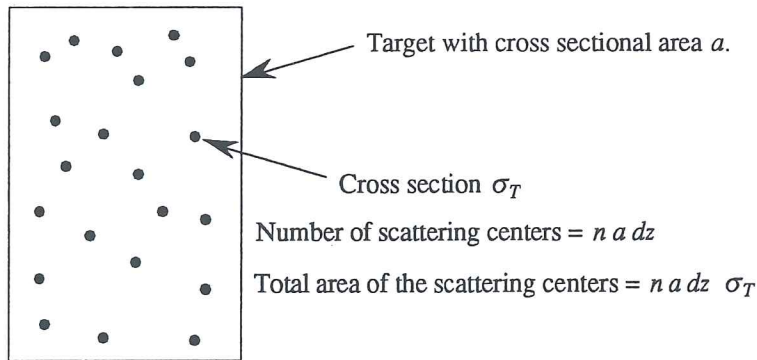 Target with cross sectional area a.
Cross section σ_T
Number of scattering centers = n a dz
Total area of the scattering centers = n a dz σ_T